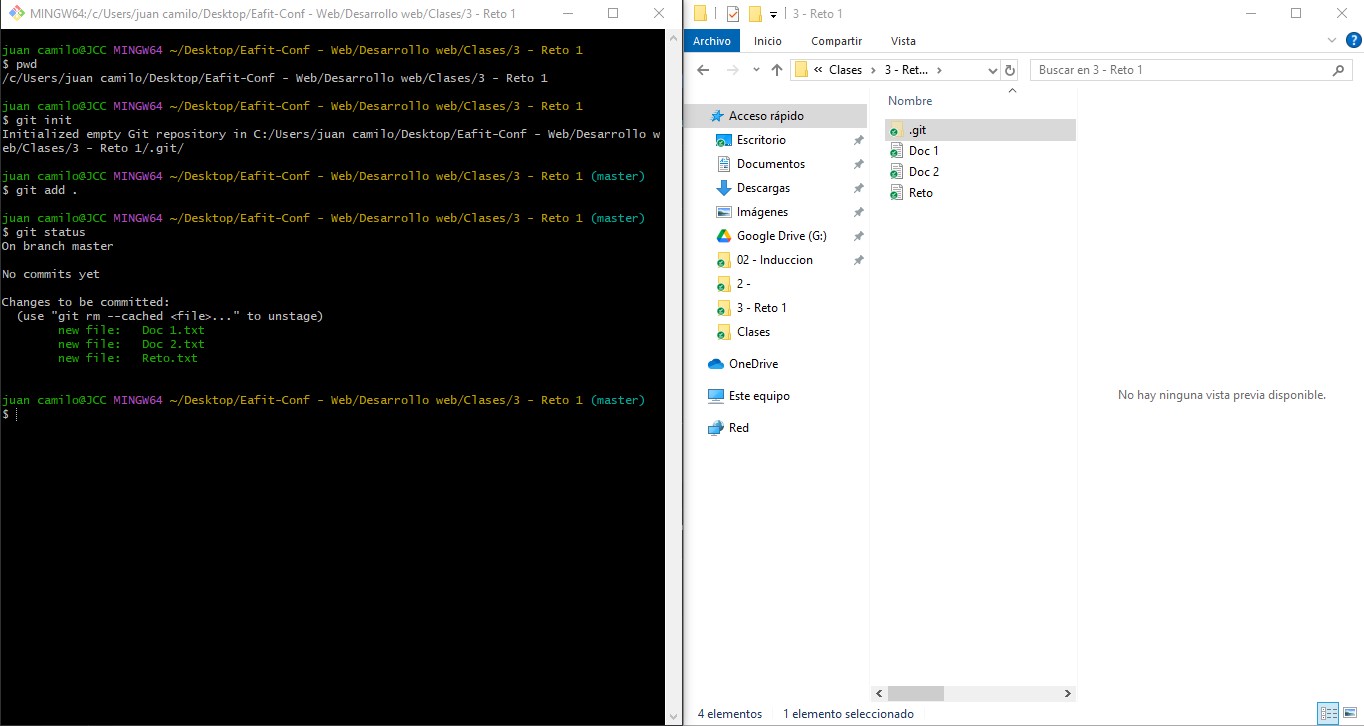 MINGW64:/c/Users/juan camilo/Desktop/Eafit-Conf - Web/Desarrollo web/Clases/3 - Reto 1
juan camilo@JCC MINGW64 ~/Desktop/Eafit-Conf - Web/Desarrollo web/Clases/3 - Reto 1
$ pwd
/c/Users/juan camilo/Desktop/Eafit-Conf - Web/Desarrollo web/Clases/3 - Reto 1
juan camilo@JCC MINGW64 ~/Desktop/Eafit-Conf - Web/Desarrollo web/Clases/3 - Reto 1
$ git init
Initialized empty Git repository in C:/Users/juan camilo/Desktop/Eafit-Conf - Web/Desarrollo w
eb/Clases/3 - Reto 1/.git/
juan camilo@JCC MINGW64 ~/Desktop/Eafit-Conf - Web/Desarrollo web/Clases/3 - Reto 1 (master)
$ git add .
juan camilo@JCC MINGW64 ~/Desktop/Eafit-Conf - Web/Desarrollo web/Clases/3 - Reto 1 (master)
$ git status
On branch master
No commits yet
Changes to be committed:
(use "git rm --cached <file>..." to unstage)
new file:   Doc 1.txt
new file:   Doc 2.txt
new file:   Reto.txt
juan camilo@JCC MINGW64 ~/Desktop/Eafit-Conf - Web/Desarrollo web/Clases/3 - Reto 1 (master)
$
3 - Reto 1
Archivo Inicio Compartir Vista
« Clases > 3 - Ret... >
Buscar en 3 - Reto 1
Acceso rápido
Escritorio
Documentos
Descargas
Imágenes
Google Drive (G:)
02 - Induccion
2 -
3 - Reto 1
Clases
OneDrive
Este equipo
Red
Nombre
.git
Doc 1
Doc 2
Reto
No hay ninguna vista previa disponible.
4 elementos 1 elemento seleccionado